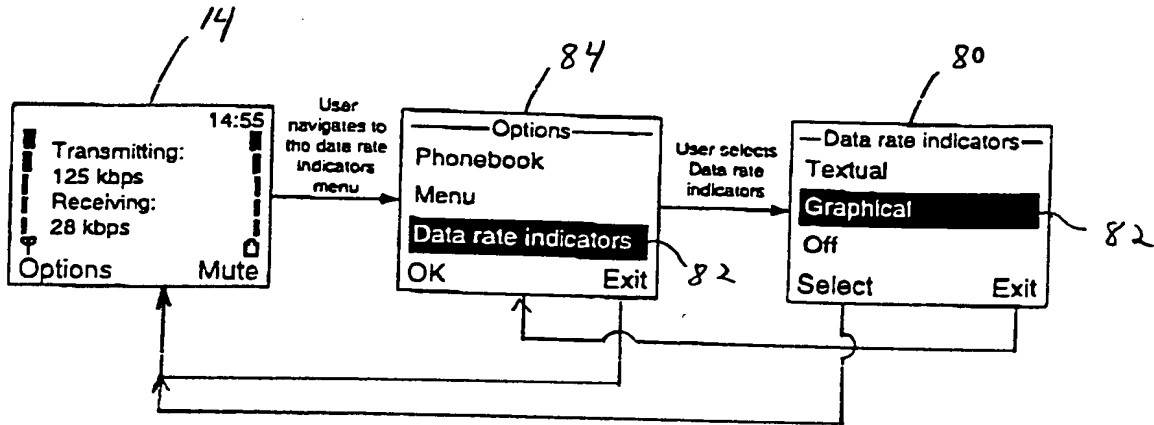 14
84
80
14:55
Transmitting:
125 kbps
Receiving:
28 kbps
Options Mute
User
navigates to
the data rate
indicators
menu
Options
Phonebook
Menu
Data rate indicators
OK Exit
82
User selects
Data rate
indicators
Data rate indicators
Textual
Graphical
Off
Select Exit
82